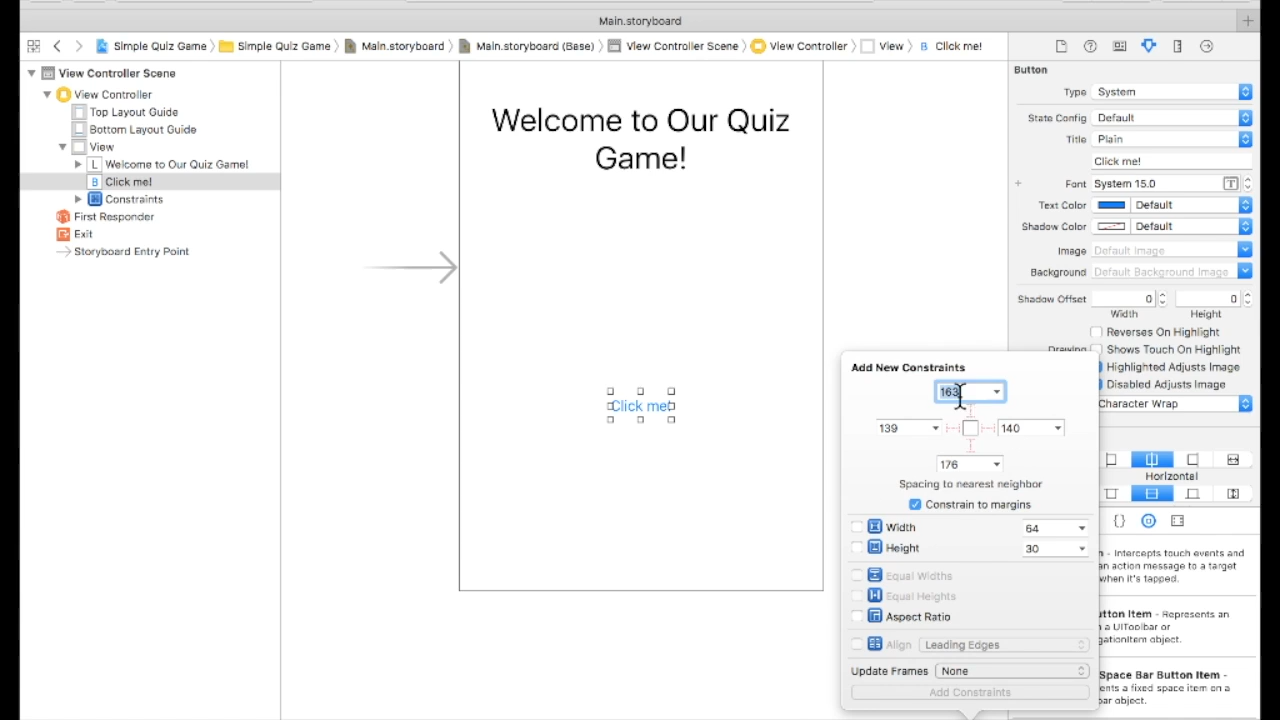 Main.storyboard
Simple Quiz Game
Simple Quiz Game
Main.storyboard
Main.storyboard (Base)
View Controller Scene
View Controller
View
B Click me!
View Controller Scene
View Controller
Top Layout Guide
Bottom Layout Guide
View
L Welcome to Our Quiz Game!
B Click me!
Constraints
First Responder
Exit
Storyboard Entry Point
Welcome to Our Quiz
Game!
Click me!
Add New Constraints
163
139
140
176
Spacing to nearest neighbor
Constrain to margins
Width 64
Height 30
Equal Widths
Equal Heights
Aspect Ratio
Align Leading Edges
Update Frames None
Add Constraints
Button
Type System
State Config Default
Title Plain
Click me!
Font System 15.0
Text Color Default
Shadow Color Default
Image Default Image
Background Default Background Image
Shadow Offset 0 0
Width Height
Reverses On Highlight
Drawing Shows Touch On Highlight
Highlighted Adjusts Image
Disabled Adjusts Image
Character Wrap
Horizontal
- Intercepts touch events and
an action message to a target
when it's tapped.
Item - Represents an
a UIToolbar or
object.
Space Bar Button Item -
a fixed space item on a
object.